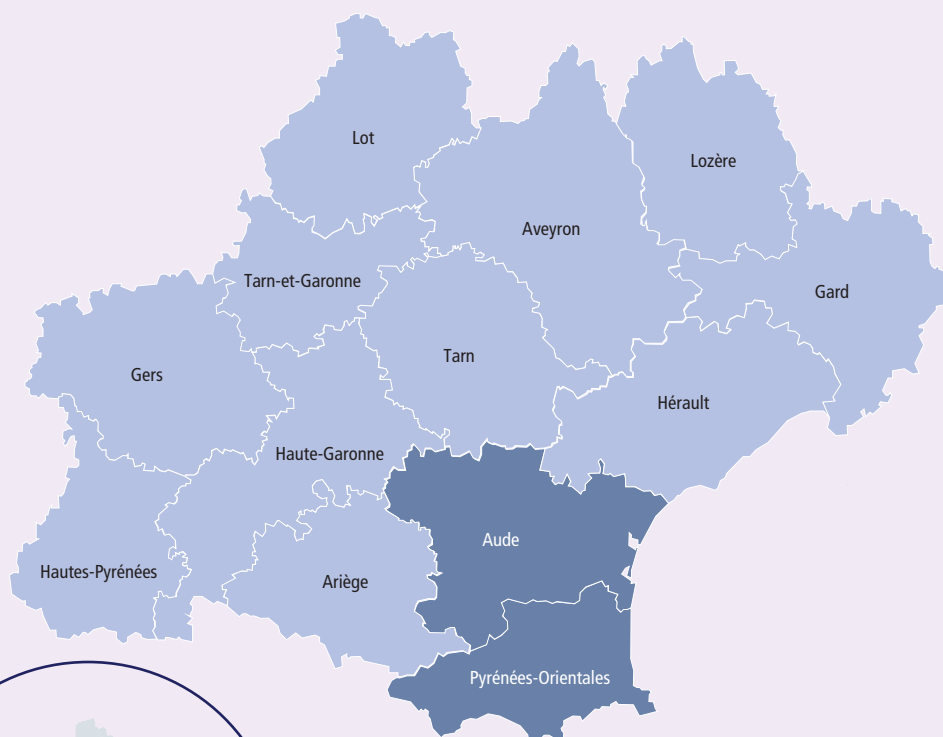 Lot
Lozère
Aveyron
Tarn-et-Garonne
Gard
Tarn
Gers
Hérault
Haute-Garonne
Aude
Hautes-Pyrénées
Ariège
Pyrénées-Orientales